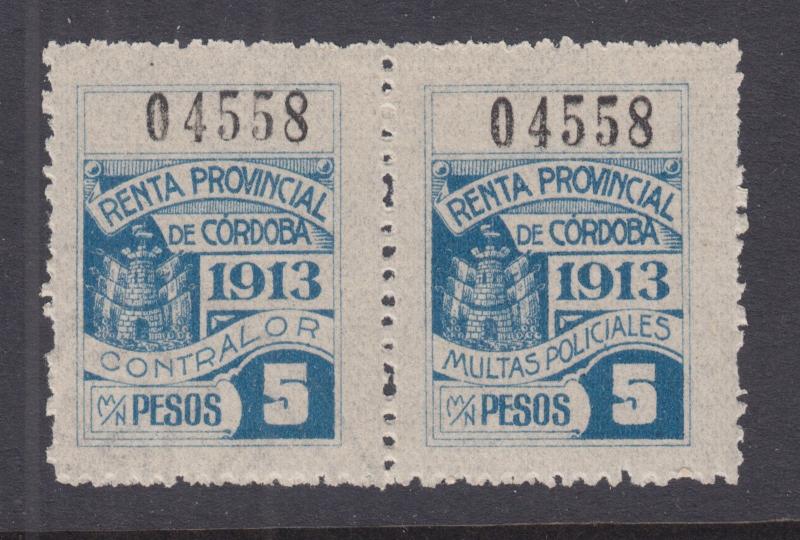 04558
RENTA PROVINCIAL
DE CÓRDOBA
1913
CONTRALOR
M/N PESOS 5
04558
RENTA PROVINCIAL
DE CÓRDOBA
1913
MULTAS POLICIALES
M/N PESOS 5